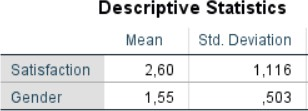 Descriptive Statistics
Mean Std. Deviation
Satisfaction 2,60 1,116
Gender 1,55 ,503